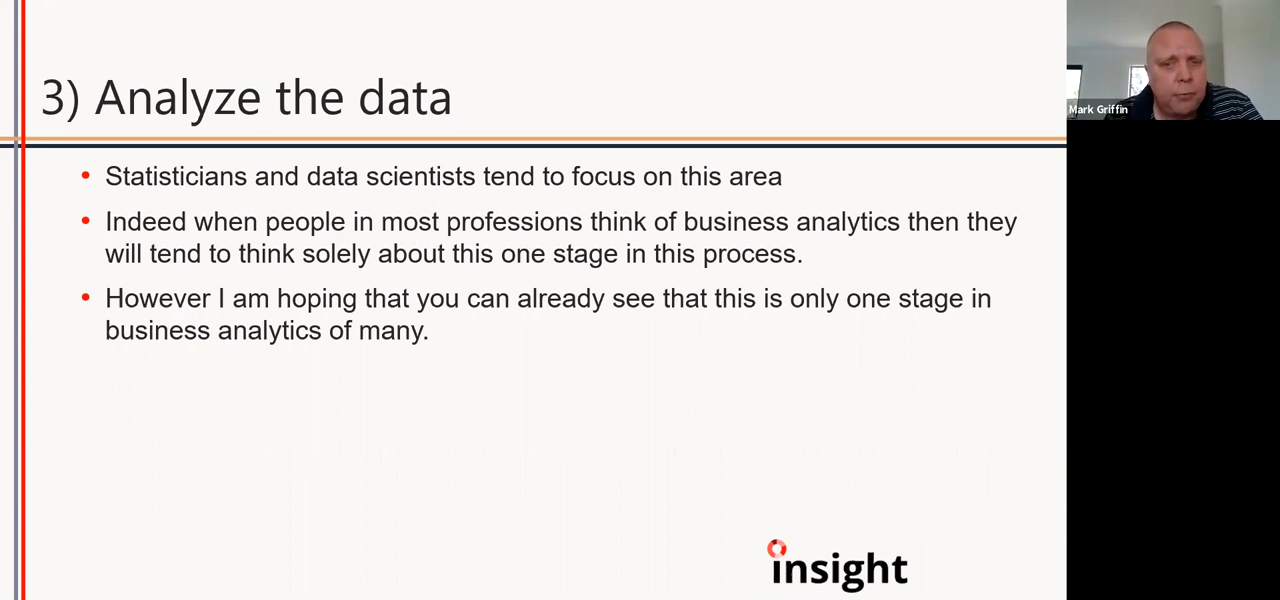 3) Analyze the data
Mark Griffin
• Statisticians and data scientists tend to focus on this area
• Indeed when people in most professions think of business analytics then they
will tend to think solely about this one stage in this process.
• However I am hoping that you can already see that this is only one stage in
business analytics of many.
insight